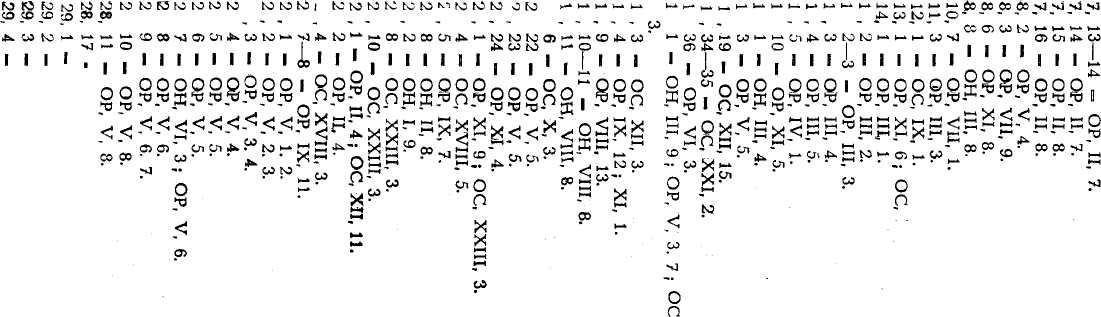 7, 13—14 = OP, II, 7.
7, 14 — OP, II, 7.
7, 15 — OP, II, 8.
7, 16 — OP, II, 8.
8, 2 — OP, V, 4.
8, 3 — OP, VII, 9.
8, 6 — OP, XI, 8.
8, 8 — OH, III, 8.
10, 7 — OP, VII, 1.
11, 3 — OP, III, 3.
12, 1 — OC, IX, 1.
13, 1 — OP, XI, 6; OC,
14, 1 — OP, III, 1.
1 , 2 — OP, III, 2.
1 2—3 — OP, III, 3.
1 , 3 — OP, III, 4.
1 , 4 — OP, III, 5.
1 , 5 — OP, IV, 1.
1 10 — OP, XI, 5.
1 1 — OH, III, 4.
1 3 — OP, V, 5.
1 , 19 — OC, XII, 15.
1 , 34—35 — OC, XXI, 2.
1 36 — OP, VI, 3.
1 1 — OH, III, 9; OP, V, 3. 7; OC
3.
1 , 3 — OC, XII, 3.
1 , 4 — OP, IX, 12; XI, 1.
1 , 9 — OP, VIII, 13.
1 , 10—11 — OH, VIII, 8.
1 , 11 — OH, VIII, 8.
6 — OC, X, 3.
2 22 — OP, V, 5.
2, 23 — OP, V, 5.
2, 24 — OP, XI, 4.
2, 1 — OP, XI, 9; OC, XXIII, 3.
2 4 — OC, XVIII, 5.
2 5 — OP, IX, 7.
2 8 — OH, II, 8.
2 2 — OH, I, 9.
2 8 — OC, XXIII, 3.
2, 10 — OC, XXIII, 3.
2, 1 — OP, II, 4; OC, XII, 11.
2 2 — OP, II, 4
, 4 — OC, XVIII, 3.
2 7—8 — OP, IX, 11.
2, 1 — OP, V, 1. 2.
2, 2 — OP, V, 2. 3.
, 3 — OP, V, 3. 4.
2, 4 — OP, V, 4.
2 5 — OP, V, 5.
2 6 — OP, V, 5.
2 7 — OH, VI, 3; OP, V, 6.
2 8 — OP, V, 6.
2 9 — OP, V, 6. 7.
2 10 — OP, V, 8.
28, 11 — OP, V, 8.
28, 17 -
29, 1 —
29, 2 —
29, 3 —
29, 4 —